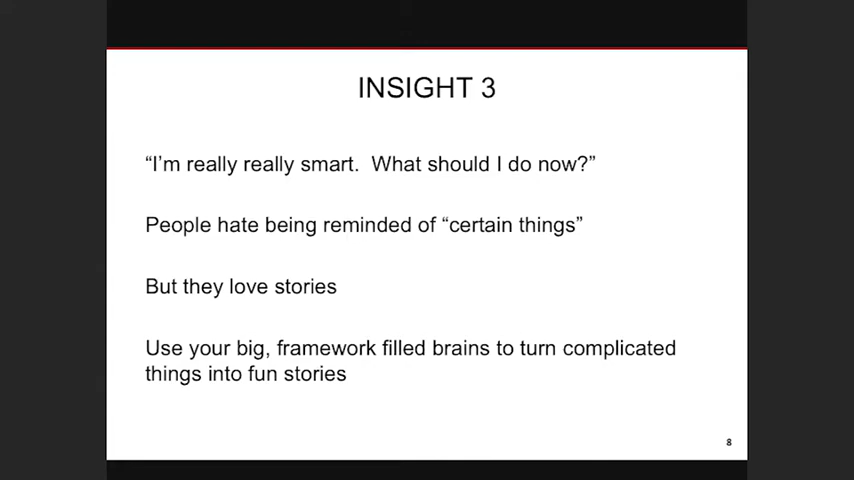 INSIGHT 3
“I’m really really smart.  What should I do now?”
People hate being reminded of “certain things”
But they love stories
Use your big, framework filled brains to turn complicated
things into fun stories
8